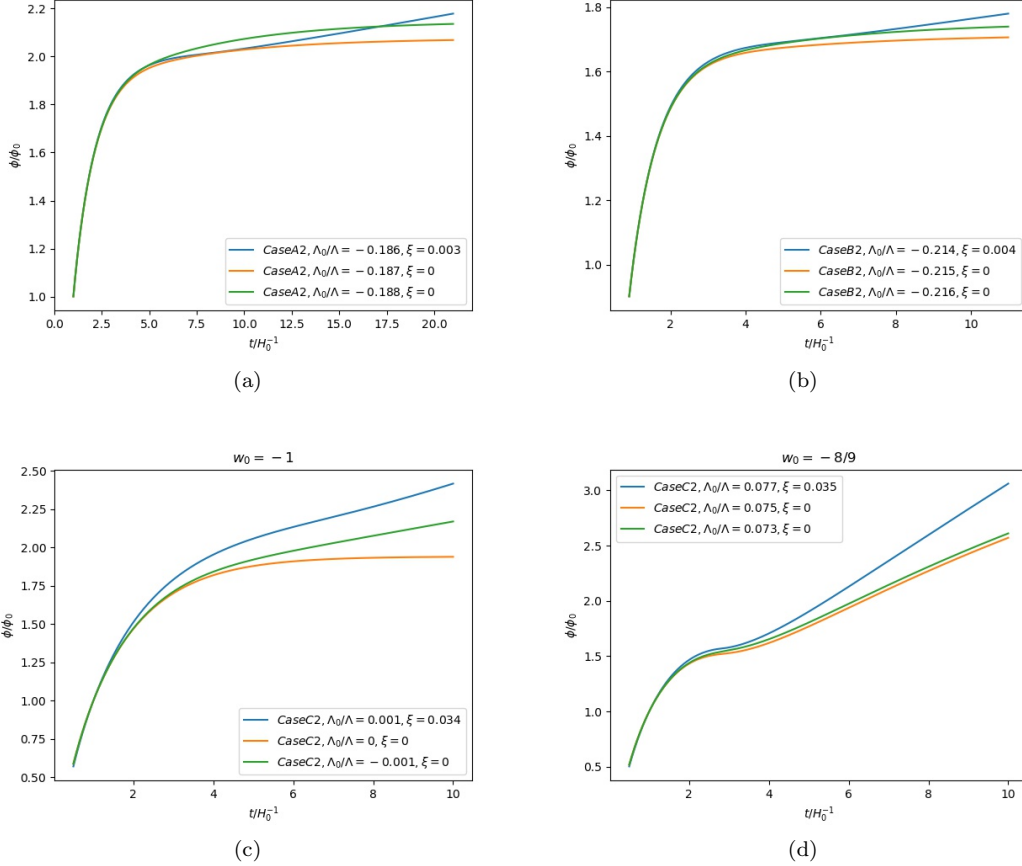 2.2
2.0
1.8
1.6
1.4
1.2
1.0
ϕ/ϕ₀
CaseA2, Λ₀/Λ = −0.186, ξ = 0.003
CaseA2, Λ₀/Λ = −0.187, ξ = 0
CaseA2, Λ₀/Λ = −0.188, ξ = 0
0.0 2.5 5.0 7.5 10.0 12.5 15.0 17.5 20.0
t/H₀⁻¹
(a)
1.8
1.6
1.4
1.2
1.0
ϕ/ϕ₀
CaseB2, Λ₀/Λ = −0.214, ξ = 0.004
CaseB2, Λ₀/Λ = −0.215, ξ = 0
CaseB2, Λ₀/Λ = −0.216, ξ = 0
2 4 6 8 10
t/H₀⁻¹
(b)
w₀ = −1
2.50
2.25
2.00
1.75
1.50
1.25
1.00
0.75
0.50
ϕ/ϕ₀
CaseC2, Λ₀/Λ = 0.001, ξ = 0.034
CaseC2, Λ₀/Λ = 0, ξ = 0
CaseC2, Λ₀/Λ = −0.001, ξ = 0
2 4 6 8 10
t/H₀⁻¹
(c)
w₀ = −8/9
CaseC2, Λ₀/Λ = 0.077, ξ = 0.035
CaseC2, Λ₀/Λ = 0.075, ξ = 0
CaseC2, Λ₀/Λ = 0.073, ξ = 0
3.0
2.5
2.0
1.5
1.0
0.5
ϕ/ϕ₀
2 4 6 8 10
t/H₀⁻¹
(d)